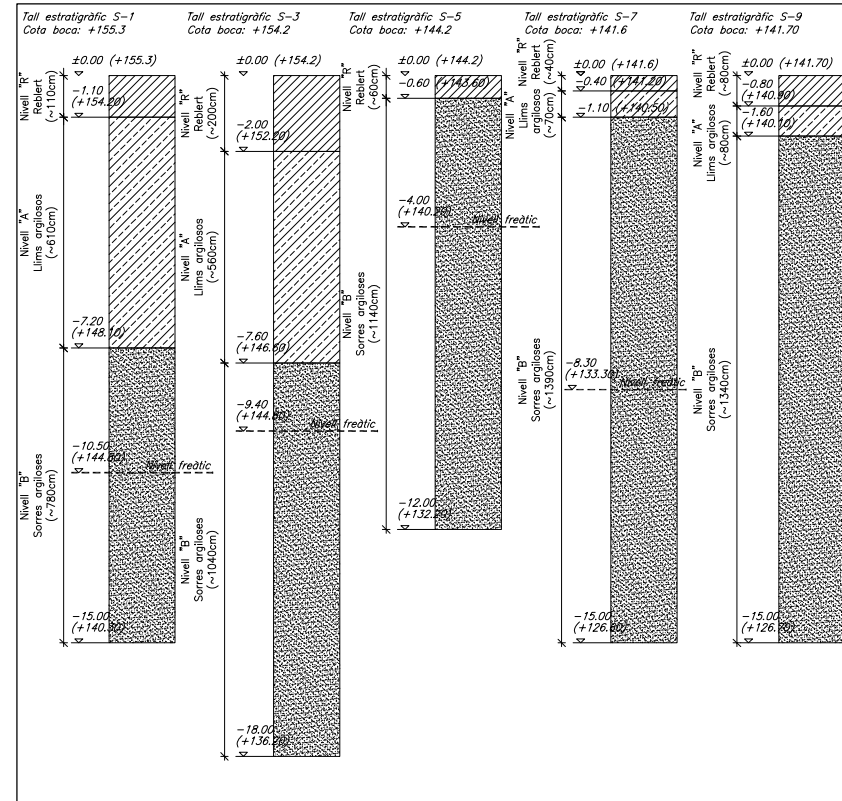 Tall estratigràfic S-1
Cota boca: +155.3
±0.00 (+155.3)
Nivell "R"
Reblert
(~110cm)
-1.10
(+154.20)
Nivell "A"
Llims argilosos
(~610cm)
-7.20
(+148.10)
-10.50
(+144.80)
Nivell freàtic
Nivell "B"
Sorres argiloses
(~780cm)
-15.00
(+140.30)
Tall estratigràfic S-3
Cota boca: +154.2
±0.00 (+154.2)
Nivell "R"
Reblert
(~200cm)
-2.00
(+152.20)
Nivell "A"
Llims argilosos
(~560cm)
-7.60
(+146.60)
-9.40
(+144.80)
Nivell freàtic
Nivell "B"
Sorres argiloses
(~1040cm)
-18.00
(+136.20)
Tall estratigràfic S-5
Cota boca: +144.2
±0.00 (+144.2)
Nivell "R"
Reblert
(~60cm)
-0.60 (+143.60)
-4.00
(+140.20)
Nivell freàtic
Nivell "B"
Sorres argiloses
(~1140cm)
-12.00
(+132.20)
Tall estratigràfic S-7
Cota boca: +141.6
±0.00 (+141.6)
Nivell "R"
Reblert
(~40cm)
-0.40 (+141.20)
Nivell "A"
Llims
argilosos
(~70cm)
-1.10 (+140.50)
-8.30
(+133.30)
Nivell freàtic
Nivell "B"
Sorres argiloses
(~1390cm)
-15.00
(+126.60)
Tall estratigràfic S-9
Cota boca: +141.70
±0.00 (+141.70)
Nivell "R"
Reblert
(~80cm)
-0.80
(+140.90)
Nivell "A"
Llims argilosos
(~80cm)
-1.60
(+140.10)
Nivell "B"
Sorres argiloses
(~1340cm)
-15.00
(+126.70)